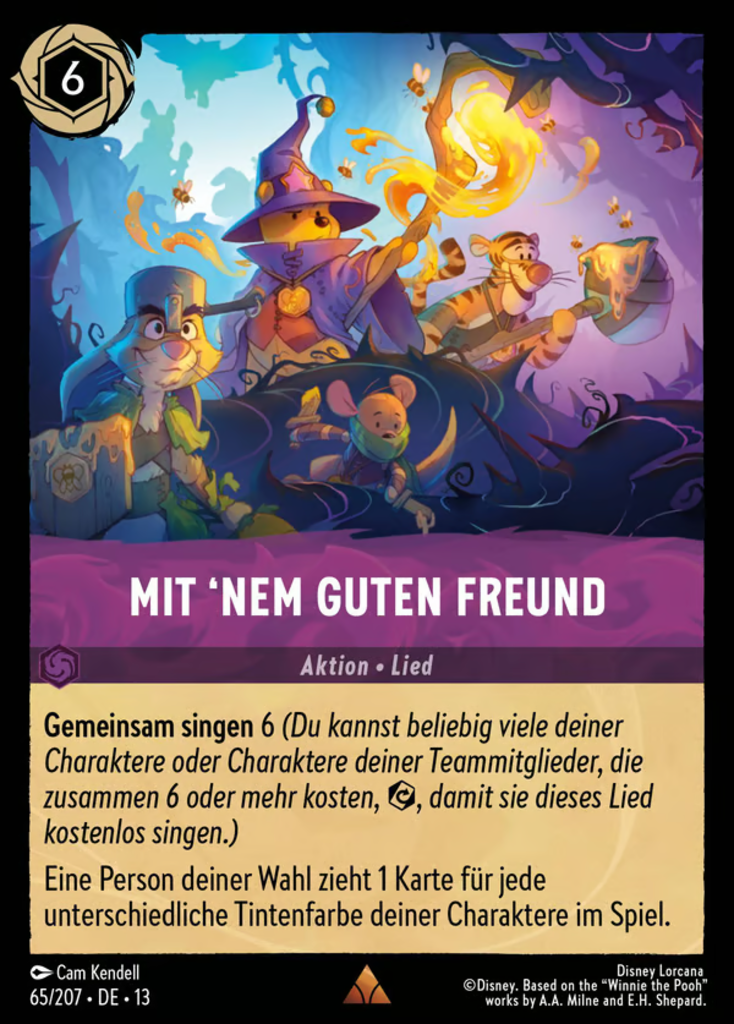 6
MIT ‘NEM GUTEN FREUND
Aktion • Lied
Gemeinsam singen 6 (Du kannst beliebig viele deiner
Charaktere oder Charaktere deiner Teammitglieder, die
zusammen 6 oder mehr kosten, , damit sie dieses Lied
kostenlos singen.)
Eine Person deiner Wahl zieht 1 Karte für jede
unterschiedliche Tintenfarbe deiner Charaktere im Spiel.
Cam Kendell
65/207 • DE • 13
Disney Lorcana
©Disney. Based on the “Winnie the Pooh”
works by A.A. Milne and E.H. Shepard.